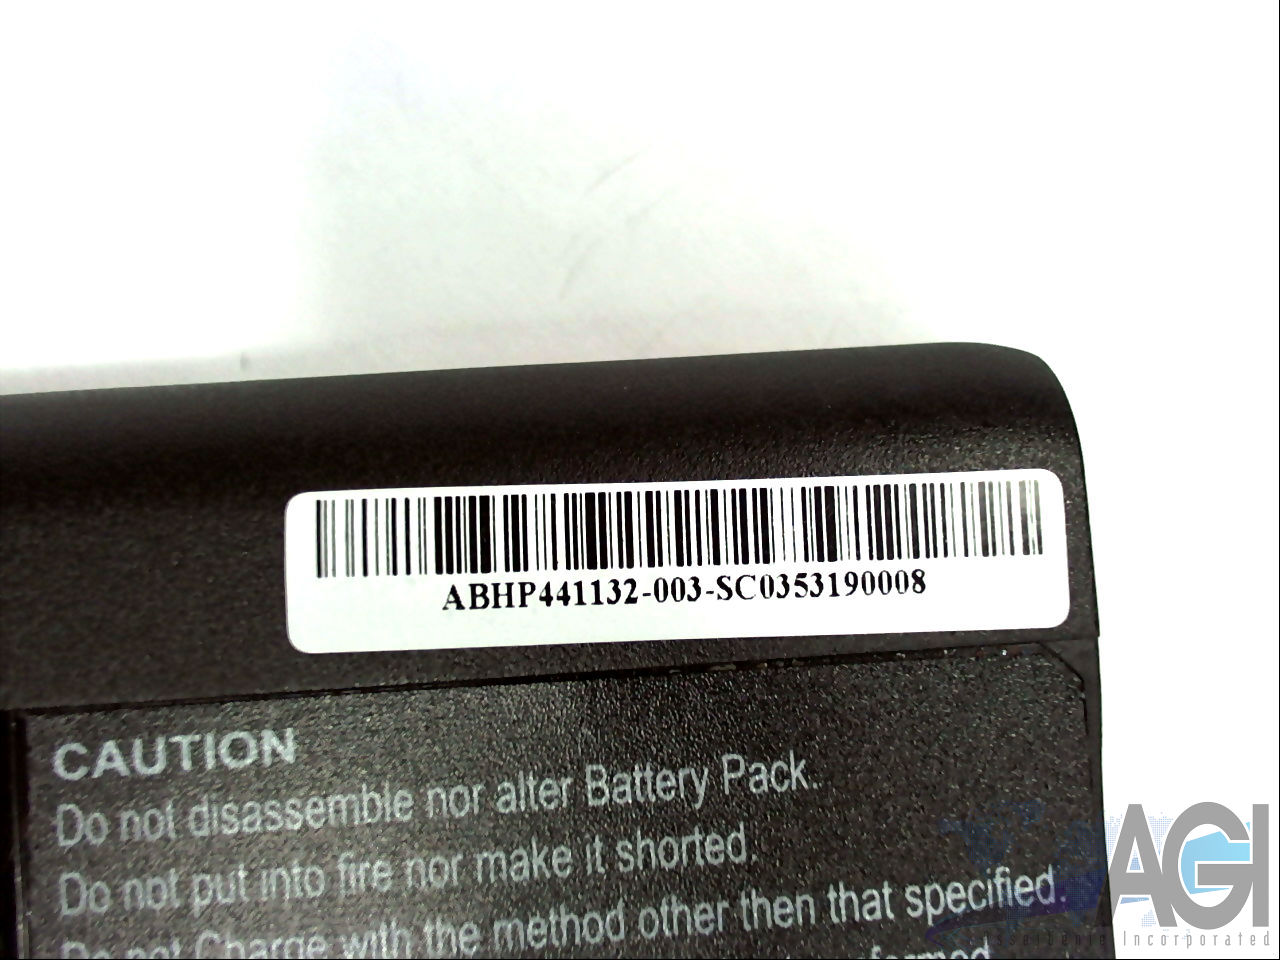 ABHP441132-003-SC0353190008
CAUTION
Do not disassemble nor alter Battery Pack.
Do not put into fire nor make it shorted.
Do not Charge with the method other then that specified.
AGI
Incorporated